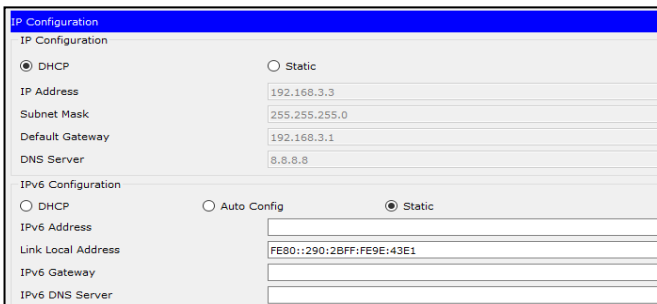 IP Configuration
IP Configuration
DHCP Static
IP Address 192.168.3.3
Subnet Mask 255.255.255.0
Default Gateway 192.168.3.1
DNS Server 8.8.8.8
IPv6 Configuration
DHCP Auto Config Static
IPv6 Address
Link Local Address FE80::290:2BFF:FE9E:43E1
IPv6 Gateway
IPv6 DNS Server